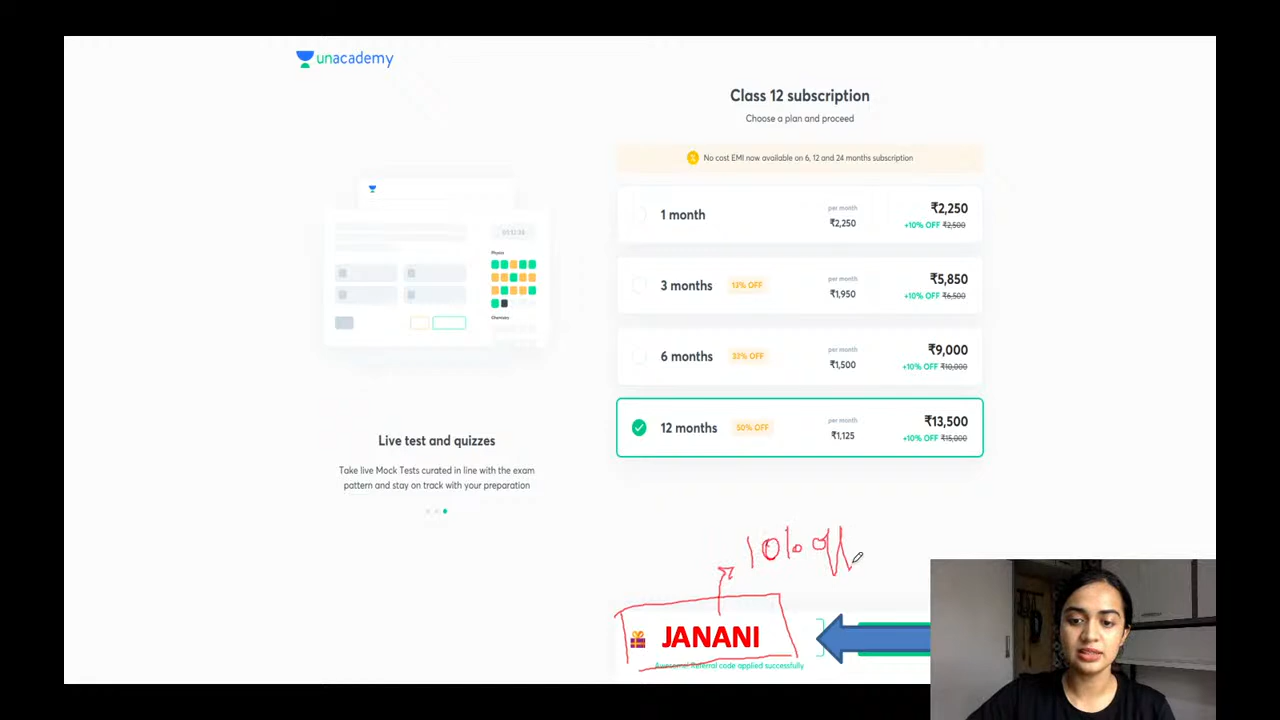 unacademy
Class 12 subscription
Choose a plan and proceed
No cost EMI now available on 6, 12 and 24 months subscription
1 month
per month
₹2,250
₹2,250
+10% OFF ₹2,500
3 months 13% OFF
per month
₹1,950
₹5,850
+10% OFF ₹6,500
6 months 33% OFF
per month
₹1,500
₹9,000
+10% OFF ₹10,000
12 months 50% OFF
per month
₹1,125
₹13,500
+10% OFF ₹15,000
Physics
Chemistry
Live test and quizzes
Take live Mock Tests curated in line with the exam
pattern and stay on track with your preparation
10% off
JANANI
Awesome! Referral code applied successfully